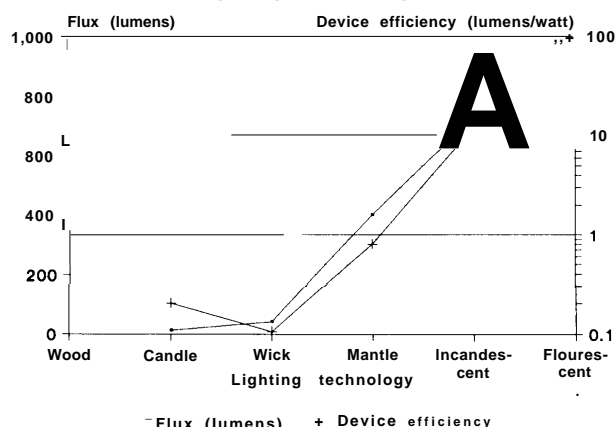 Flux (lumens) Device efficiency (lumens/watt)
1,000 100
800
L 10
800
400
I 1
200
0 0.1
A
Wood Candle Wick Mantle Incandes- Floures-
cent cent
Lighting technology
Flux (lumens) + Device efficiency